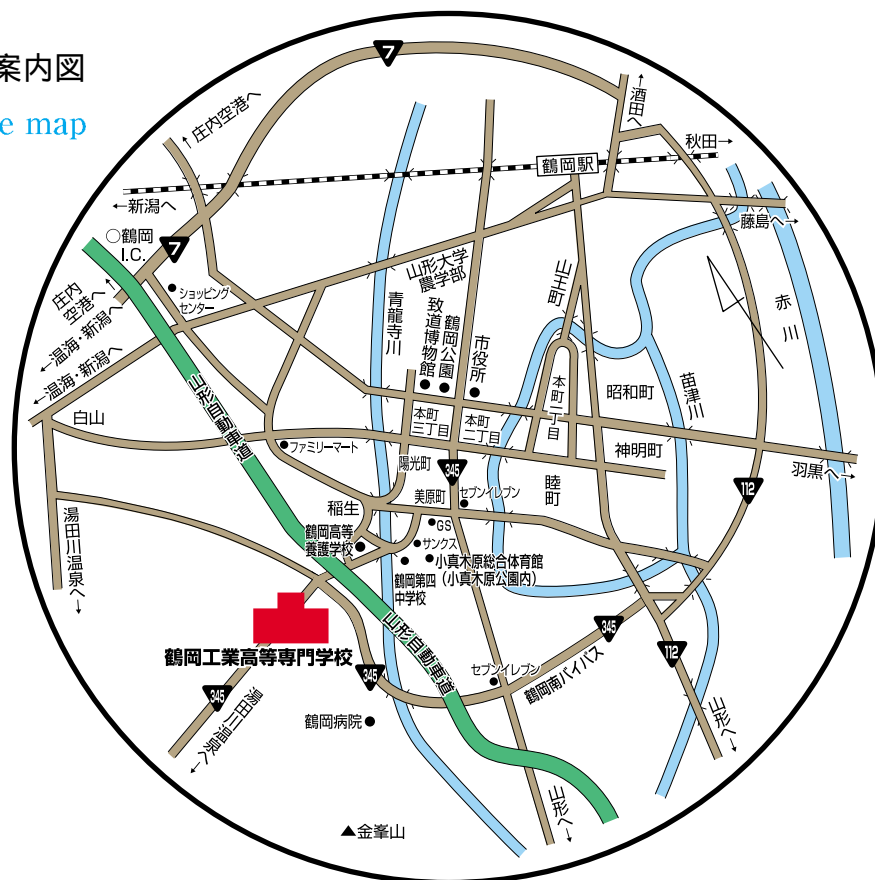 案内図
e map
7
↑庄内空港へ
↑酒田へ
秋田→
鶴岡駅
←新潟へ
藤島へ→
○鶴岡
I.C.
7
庄内
空港へ↑
ショッピング
センター
山形大学
農学部
山王町
赤川
←温海・新潟へ
←温海・新潟へ
青龍寺川
致道博物館
鶴岡公園
市役所
苗津川
山形自動車道
昭和町
本町一丁目
白山
本町
三丁目
本町
二丁目
ファミリーマート
神明町
陽光町
345
羽黒へ→
112
睦町
美原町
セブンイレブン
稲生
湯田川温泉へ→
GS
鶴岡高等
養護学校
サンクス
小真木原総合体育館
(小真木原公園内)
鶴岡第四
中学校
山形自動車道
345
112
鶴岡工業高等専門学校
345
セブンイレブン
鶴岡南バイパス
345
湯田川温泉へ
鶴岡病院
山形へ→
山形へ→
▲金峯山